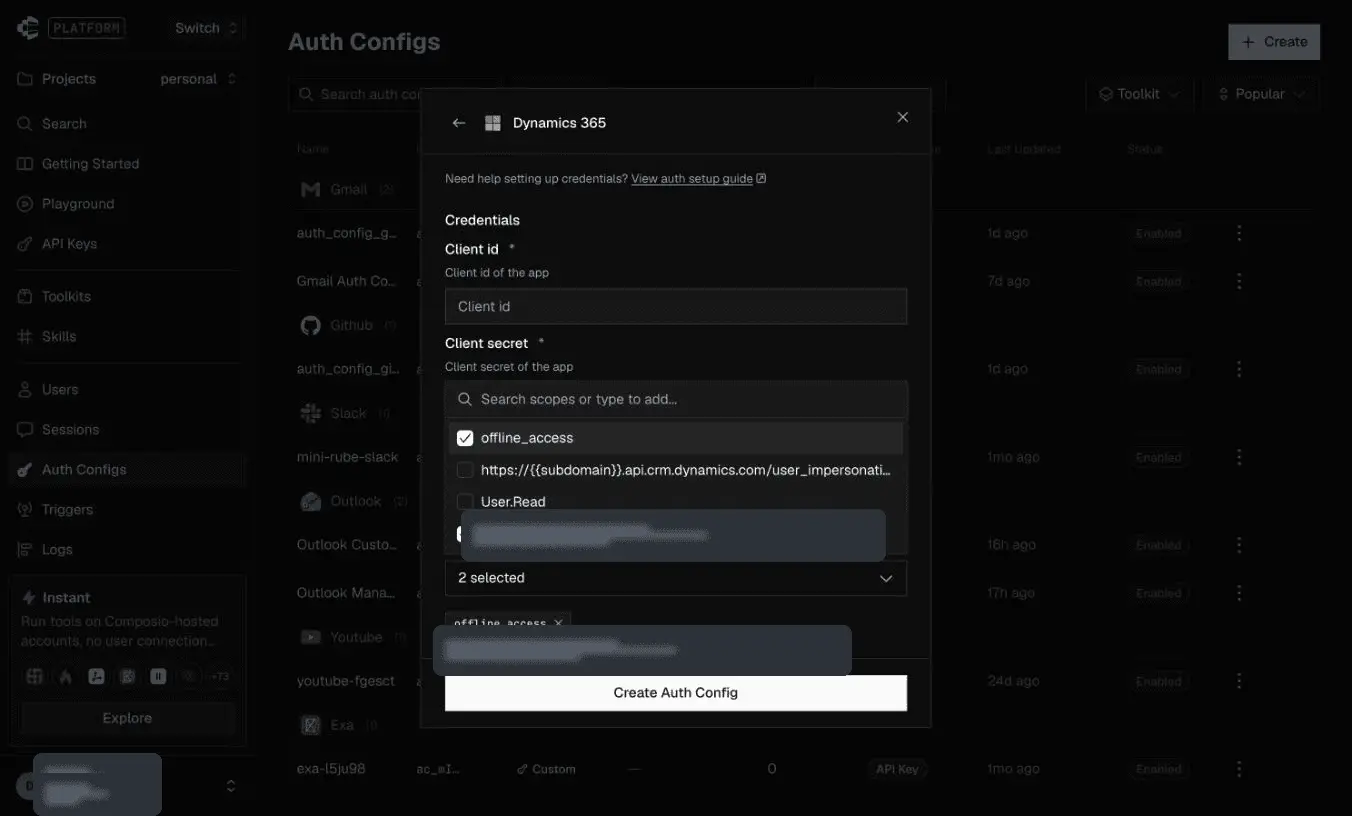 PLATFORM
Switch
Projects
personal
Search
Getting Started
Playground
API Keys
Toolkits
Skills
Users
Sessions
Auth Configs
Triggers
Logs
Instant
Run tools on Composio-hosted
accounts, no user connection...
+73
Explore
Auth Configs
+ Create
Search auth co
Toolkit
Popular
Name
Last Updated
Status
Gmail (2)
auth_config_g...
1d ago
Enabled
Gmail Auth Co...
7d ago
Enabled
Github
auth_config_gi...
1d ago
Enabled
Slack
mini-rube-slack
1mo ago
Enabled
Outlook (2)
Outlook Custo...
16h ago
Enabled
Outlook Mana...
17h ago
Enabled
Youtube
youtube-fgesct
24d ago
Enabled
Exa
exa-l5ju98
ac_mI...
Custom
—
0
API Key
1mo ago
Enabled
Dynamics 365
Need help setting up credentials? View auth setup guide
Credentials
Client id *
Client id of the app
Client id
Client secret *
Client secret of the app
Search scopes or type to add...
offline_access
https://{{subdomain}}.api.crm.dynamics.com/user_impersonati...
User.Read
2 selected
offline_access
Create Auth Config